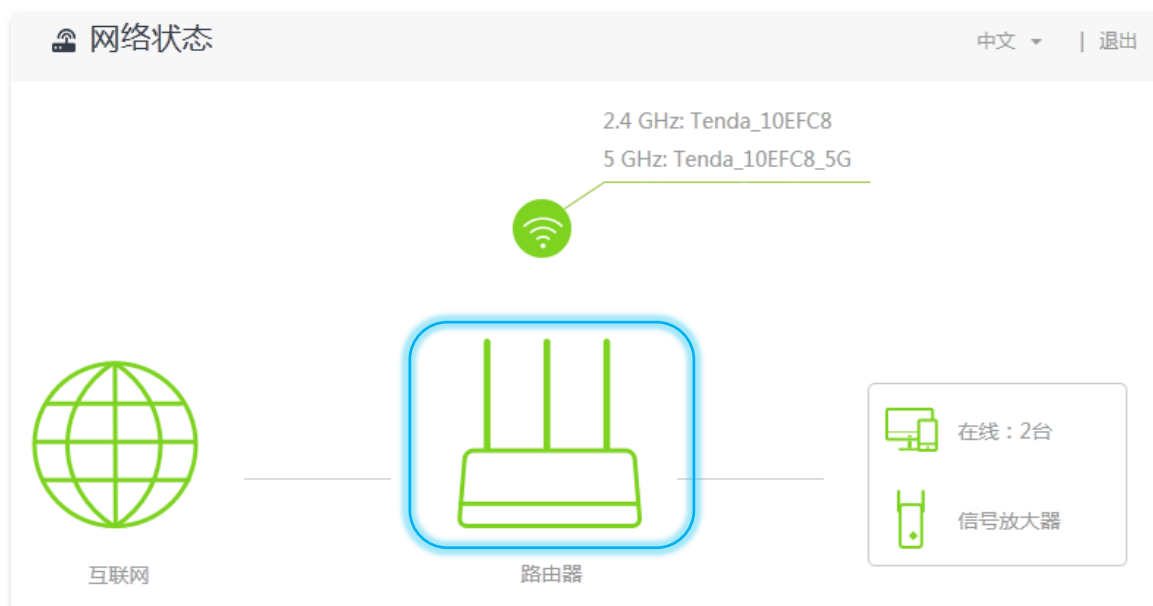 网络状态
中文 | 退出
2.4 GHz: Tenda_10EFC8
5 GHz: Tenda_10EFC8_5G
在线：2台
信号放大器
互联网
路由器